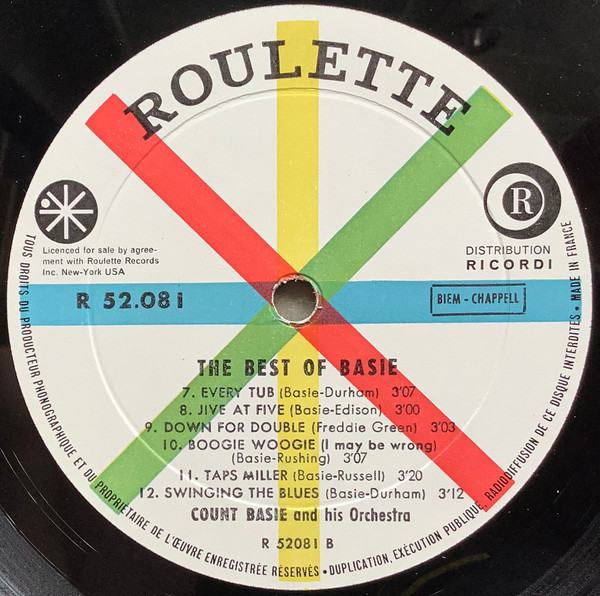 ROULETTE
Licenced for sale by agree-
ment with Roulette Records
Inc. New-York USA
R
DISTRIBUTION
RICORDI
R 52.081
BIEM - CHAPPELL
THE BEST OF BASIE
7. EVERY TUB (Basie-Durham) 3'07
8. JIVE AT FIVE (Basie-Edison) 3'00
9. DOWN FOR DOUBLE (Freddie Green) 3'03
10. BOOGIE WOOGIE (I may be wrong)
(Basie-Rushing) 3'07
11. TAPS MILLER (Basie-Russell) 3'20
12. SWINGING THE BLUES (Basie-Durham) 3'12
COUNT BASIE and his Orchestra
R 52081 B
TOUS DROITS DU PRODUCTEUR PHONOGRAPHIQUE ET DU PROPRIÉTAIRE DE L'ŒUVRE ENREGISTRÉE RÉSERVÉS • DUPLICATION, EXÉCUTION PUBLIQUE, RADIODIFFUSION DE CE DISQUE INTERDITES • MADE IN FRANCE